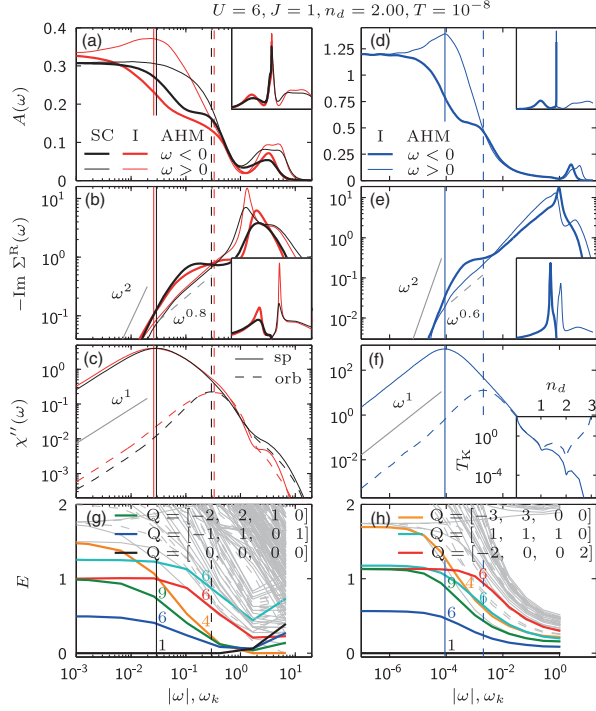 U = 6, J = 1, n_d = 2.00, T = 10^{-8}
(a)
0.4
0.3
0.2
0.1
0
A(ω)
SC I AHM
ω < 0
ω > 0
(d)
1.25
1
0.75
0.5
0.25
0
A(ω)
I AHM
ω < 0
ω > 0
(b)
10^1
10^0
10^{-1}
−Im Σ^R(ω)
ω^2
ω^{0.8}
(e)
10^1
10^0
10^{-1}
10^{-2}
−Im Σ^R(ω)
ω^2
ω^{0.6}
(c)
sp
orb
10^0
10^{-1}
10^{-2}
10^{-3}
χ''(ω)
ω^1
(f)
10^2
10^0
10^{-2}
χ''(ω)
ω^1
n_d
0 1 2 3
T_K
10^0
10^{-4}
(g)
Q = [−2, 2, 1 0]
Q = [−1, 1, 0 1]
Q = [ 0, 0, 0 0]
2
1
0
E
6
6
9
4
6
1
10^{-3} 10^{-2} 10^{-1} 10^0 10^1
|ω|, ω_k
(h)
Q = [−3, 3, 0 0]
Q = [ 1, 1, 1 0]
Q = [−2, 0, 0 2]
2
1
0
E
6
4
6
9
6
1
10^{-6} 10^{-4} 10^{-2} 10^0
|ω|, ω_k